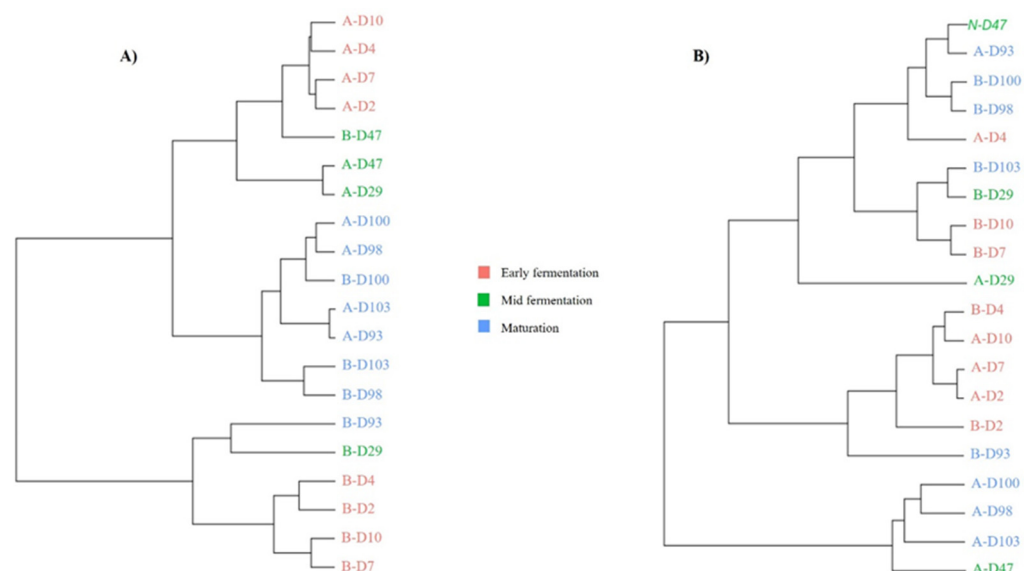 A)
A-D10
A-D4
A-D7
A-D2
B-D47
A-D47
A-D29
A-D100
A-D98
B-D100
A-D103
A-D93
B-D103
B-D98
B-D93
B-D29
B-D4
B-D2
B-D10
B-D7
Early fermentation
Mid fermentation
Maturation
B)
N-D47
A-D93
B-D100
B-D98
A-D4
B-D103
B-D29
B-D10
B-D7
A-D29
B-D4
A-D10
A-D7
A-D2
B-D2
B-D93
A-D100
A-D98
A-D103
A-D47